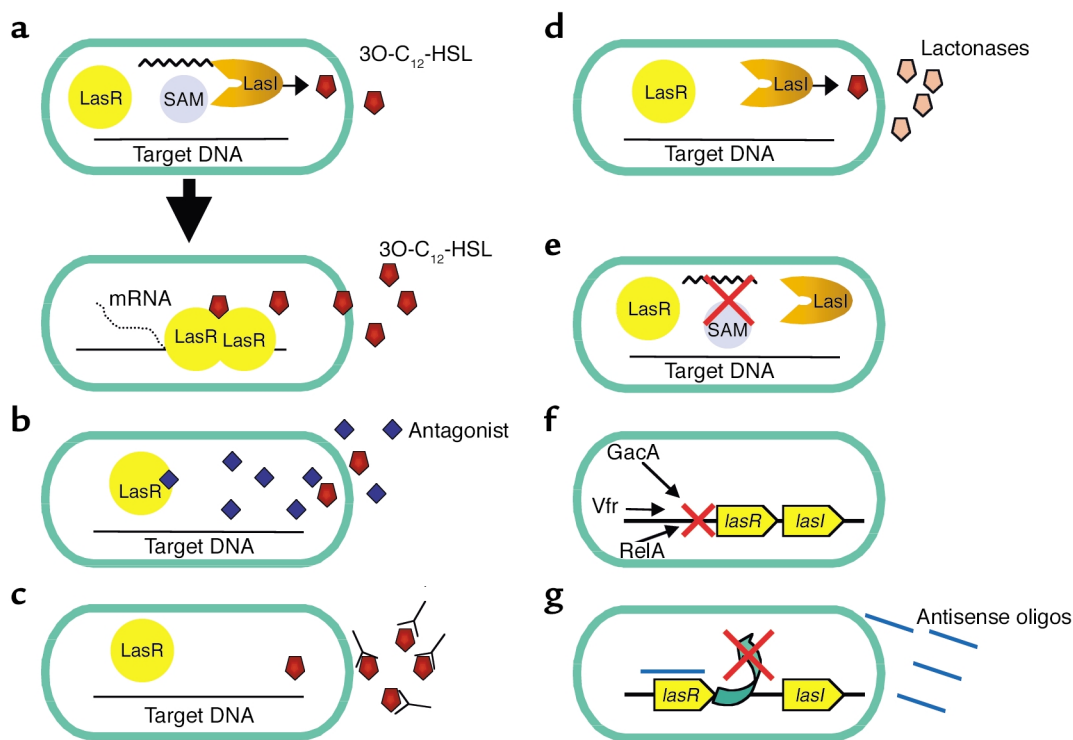 a
3O-C12-HSL
LasR
SAM
LasI
Target DNA
3O-C12-HSL
mRNA
LasR
LasR
b
Antagonist
LasR
Target DNA
c
LasR
Target DNA
d
Lactonases
LasR
LasI
Target DNA
e
LasR
SAM
LasI
Target DNA
f
GacA
Vfr
RelA
lasR
lasI
g
Antisense oligos
lasR
lasI